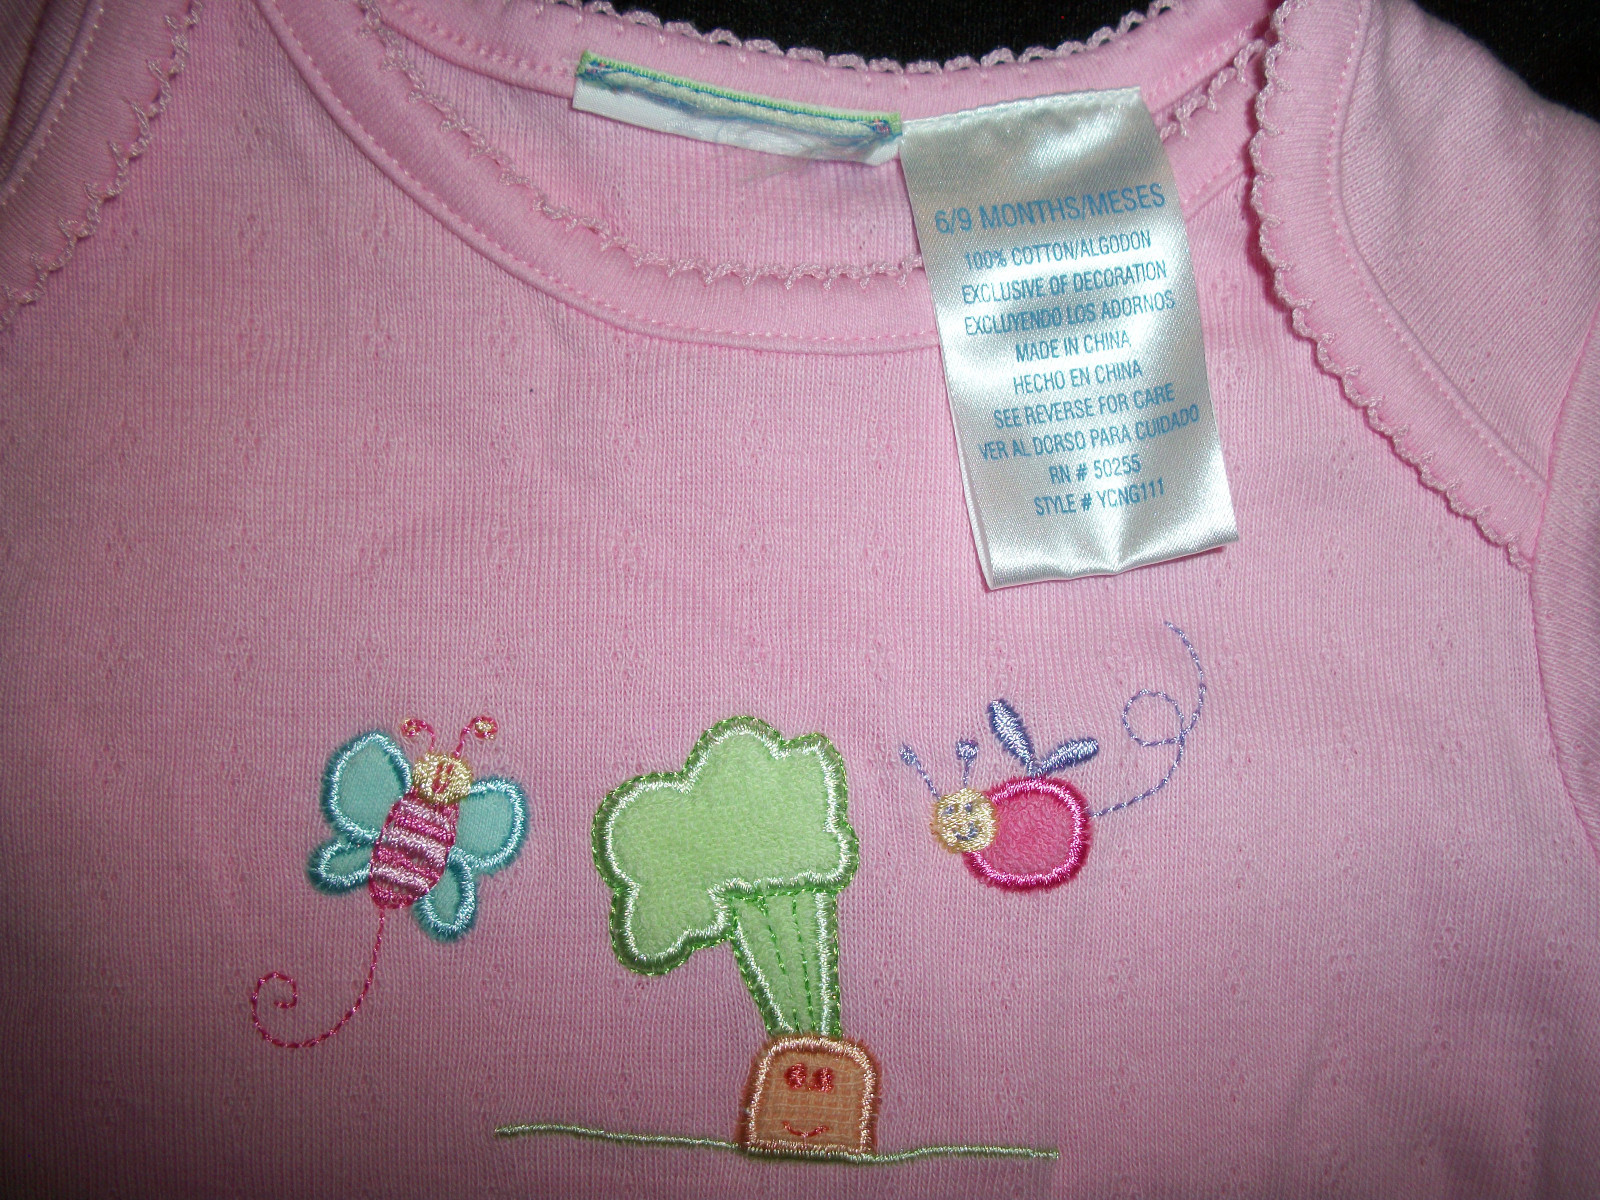 6/9 MONTHS/MESES
100% COTTON/ALGODON
EXCLUSIVE OF DECORATION
EXCLUYENDO LOS ADORNOS
MADE IN CHINA
HECHO EN CHINA
SEE REVERSE FOR CARE
VER AL DORSO PARA CUIDADO
RN # 50255
STYLE # YCNG111